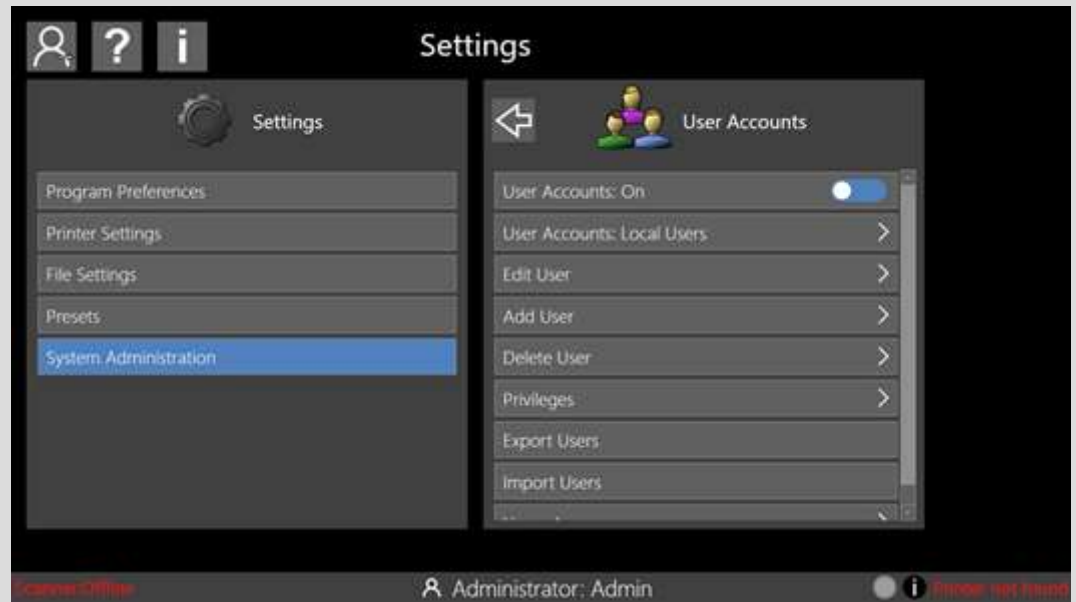 ?
i
Settings
Settings
User Accounts
Program Preferences
User Accounts: On
Printer Settings
User Accounts: Local Users
File Settings
Edit User
Presets
Add User
System Administration
Delete User
Privileges
Export Users
Import Users
Scanner:Offline
Administrator: Admin
i
Printer not found